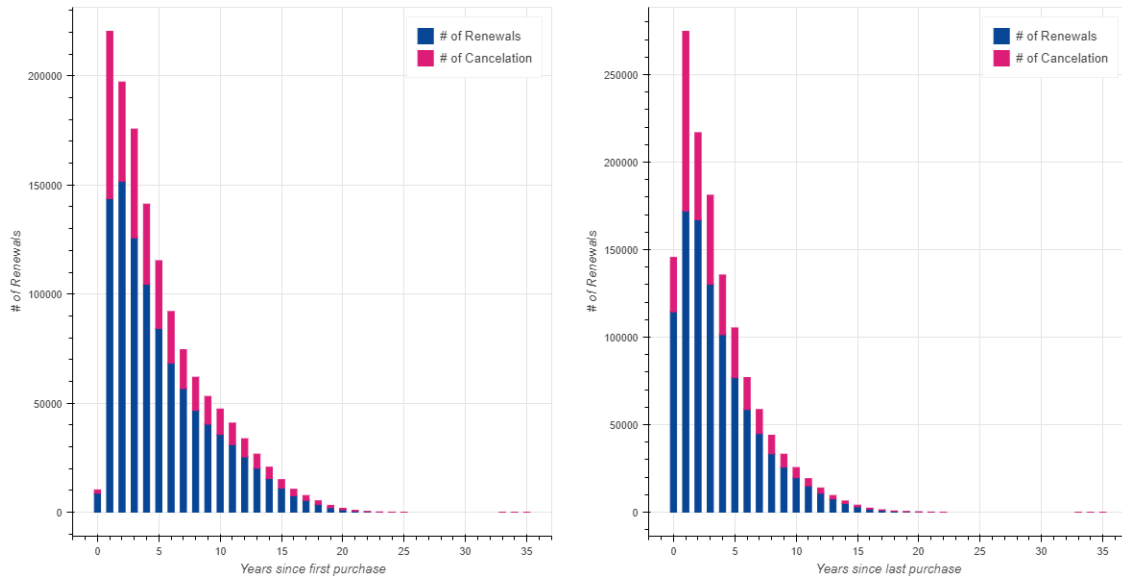 # of Renewals
# of Cancelation
200000
150000
100000
50000
0
# of Renewals
0 5 10 15 20 25 30 35
Years since first purchase
# of Renewals
# of Cancelation
250000
200000
150000
100000
50000
0
# of Renewals
0 5 10 15 20 25 30 35
Years since last purchase